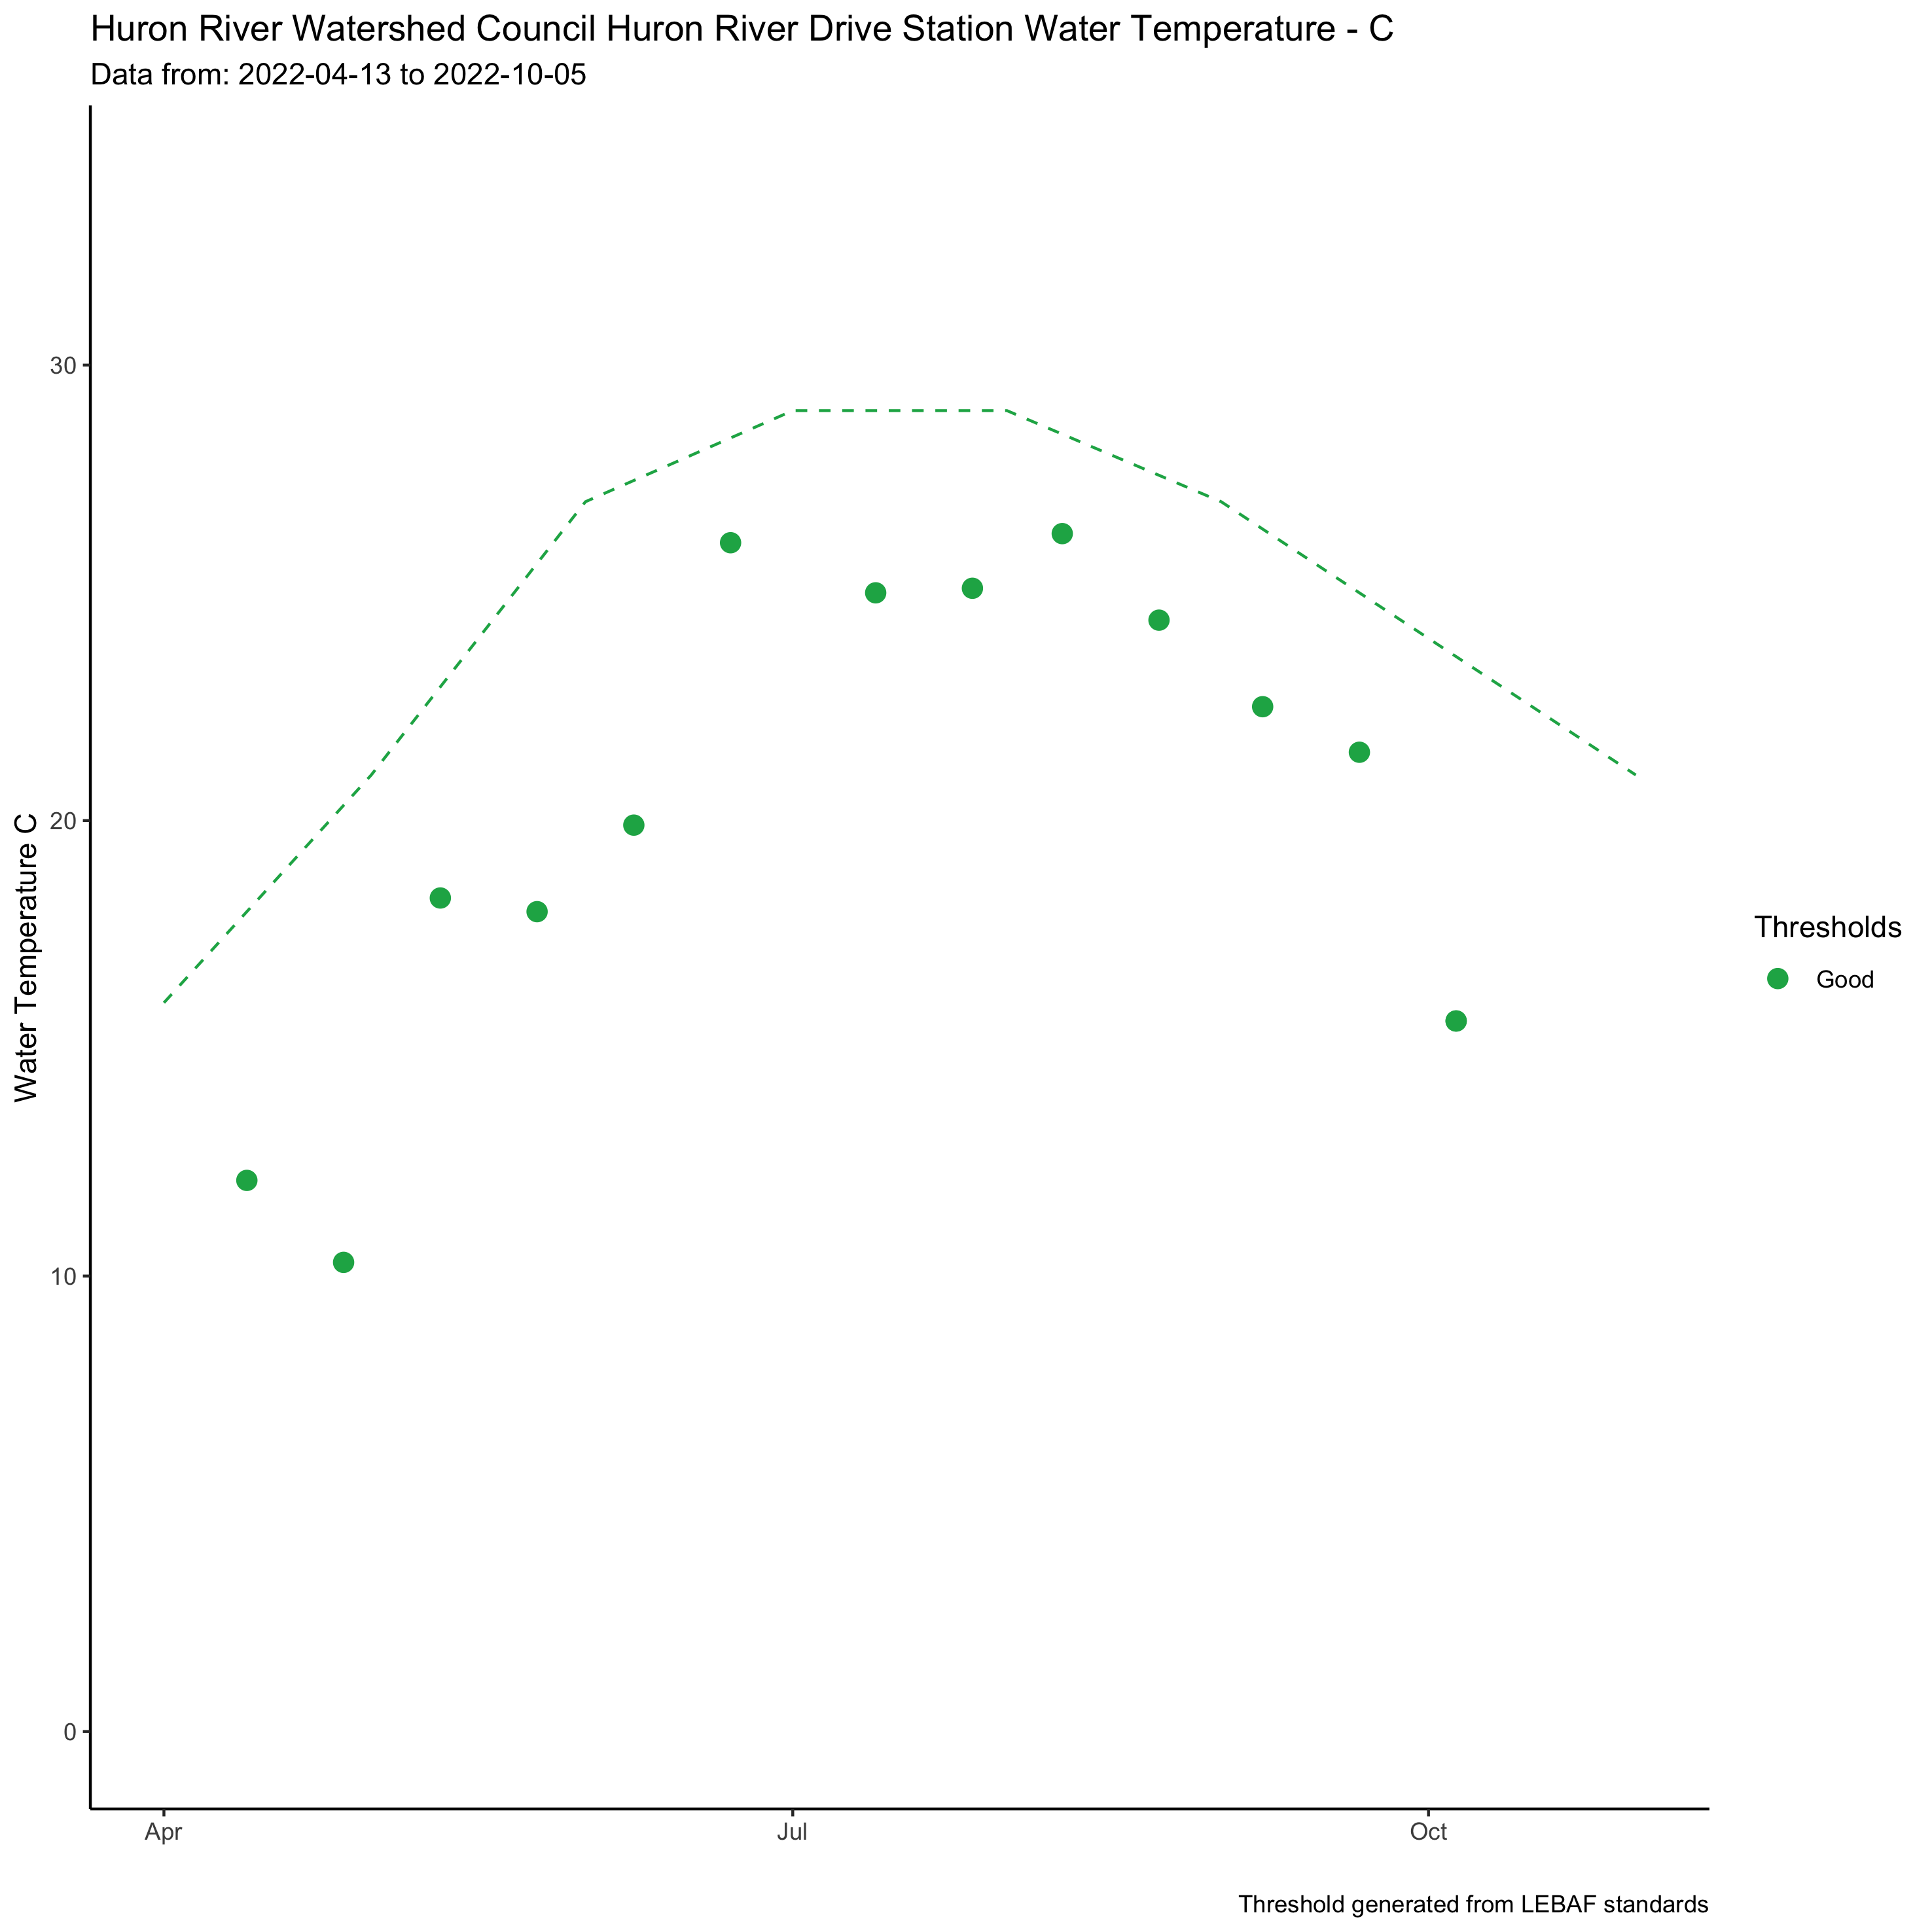 Huron River Watershed Council Huron River Drive Station Water Temperature - C
Data from: 2022-04-13 to 2022-10-05
Water Temperature C
30
20
10
0
Apr
Jul
Oct
Thresholds
Good
Threshold generated from LEBAF standards